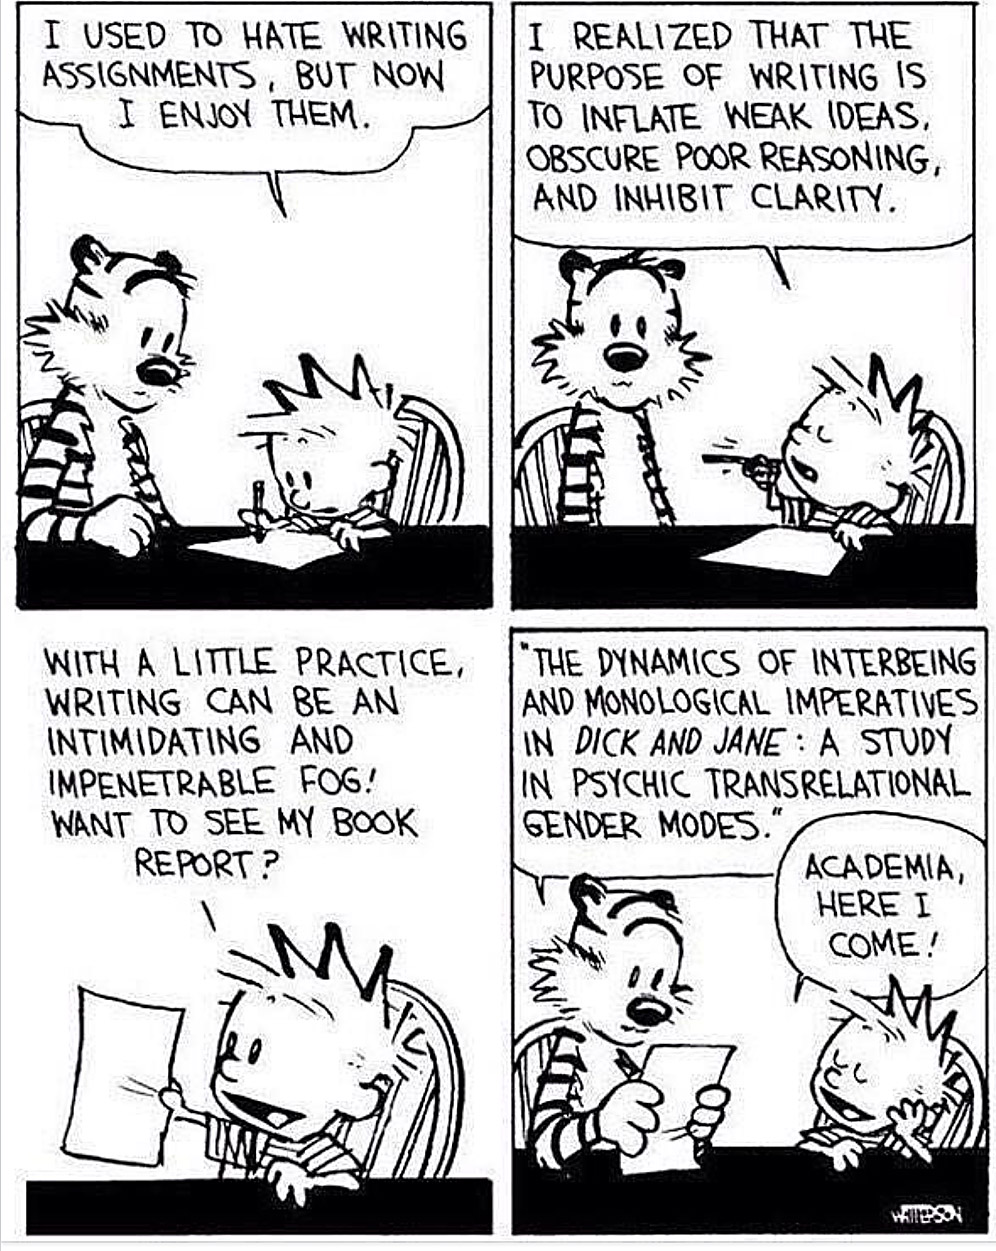 I USED TO HATE WRITING
ASSIGNMENTS, BUT NOW
I ENJOY THEM.
I REALIZED THAT THE
PURPOSE OF WRITING IS
TO INFLATE WEAK IDEAS,
OBSCURE POOR REASONING,
AND INHIBIT CLARITY.
WITH A LITTLE PRACTICE,
WRITING CAN BE AN
INTIMIDATING AND
IMPENETRABLE FOG!
WANT TO SEE MY BOOK
REPORT?
"THE DYNAMICS OF INTERBEING
AND MONOLOGICAL IMPERATIVES
IN DICK AND JANE: A STUDY
IN PSYCHIC TRANSRELATIONAL
GENDER MODES."
ACADEMIA,
HERE I
COME!
WATTERSON